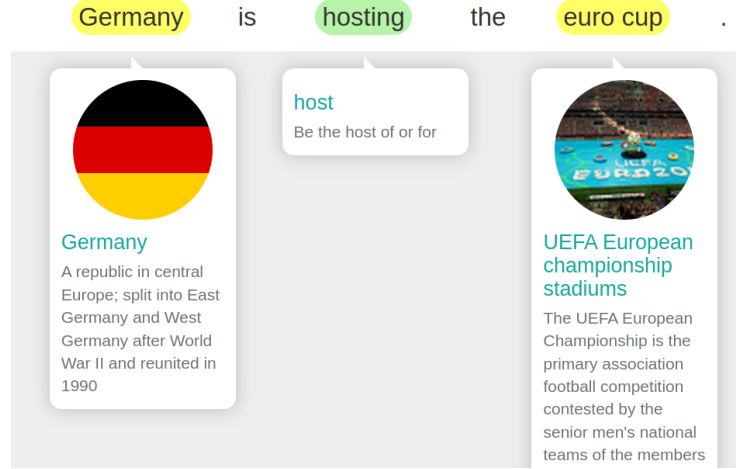 Germany is hosting the euro cup .
Germany
A republic in central
Europe; split into East
Germany and West
Germany after World
War II and reunited in
1990
host
Be the host of or for
UEFA
EURO20
UEFA European
championship
stadiums
The UEFA European
Championship is the
primary association
football competition
contested by the
senior men's national
teams of the members